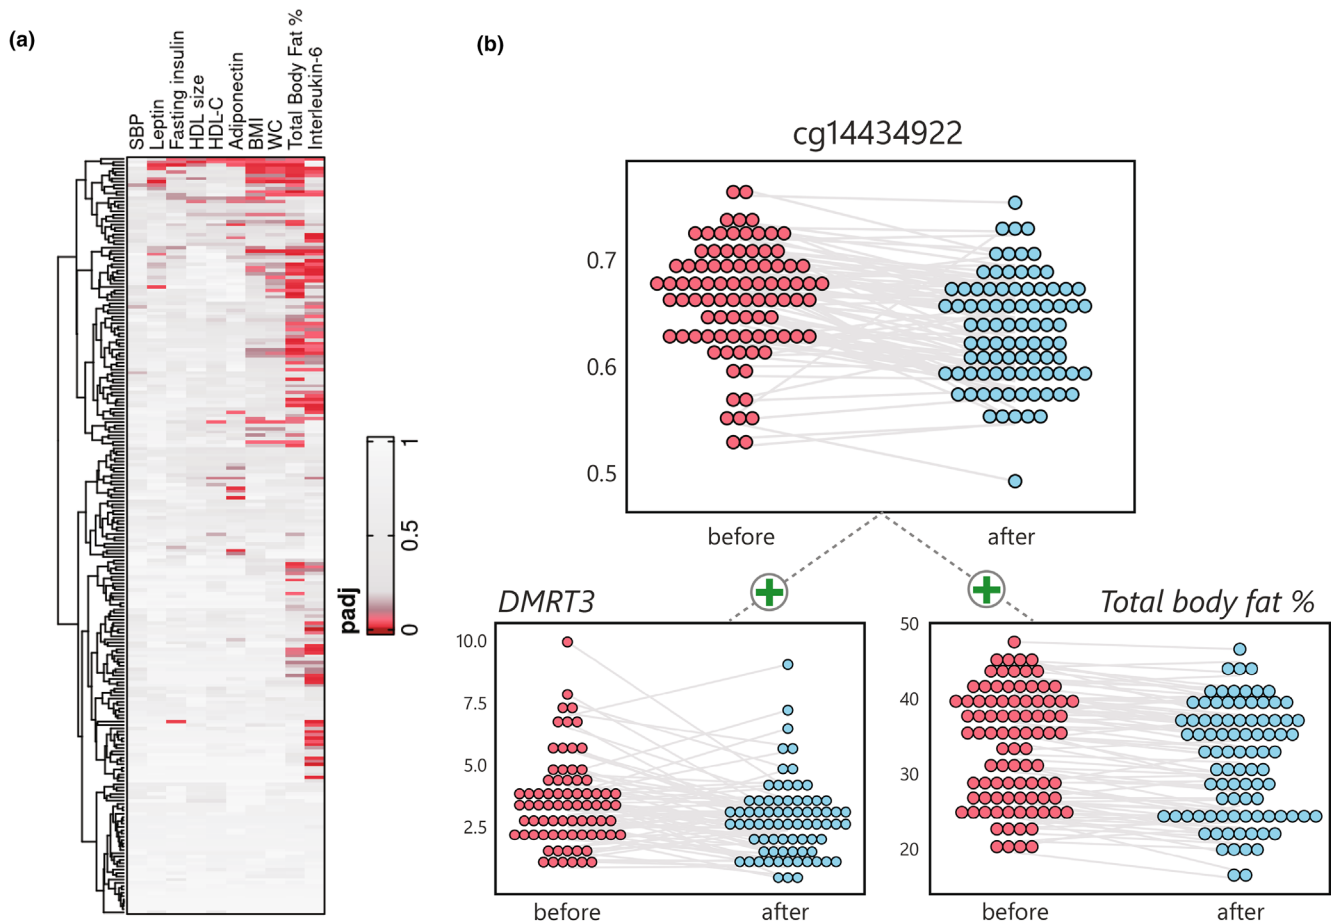 (a)
SBP
Leptin
Fasting insulin
HDL size
HDL-C
Adiponectin
BMI
WC
Total Body Fat %
Interleukin-6
padj
0
0.5
1
(b)
cg14434922
0.7
0.6
0.5
before after
DMRT3
10.0
7.5
5.0
2.5
before after
Total body fat %
50
40
30
20
before after